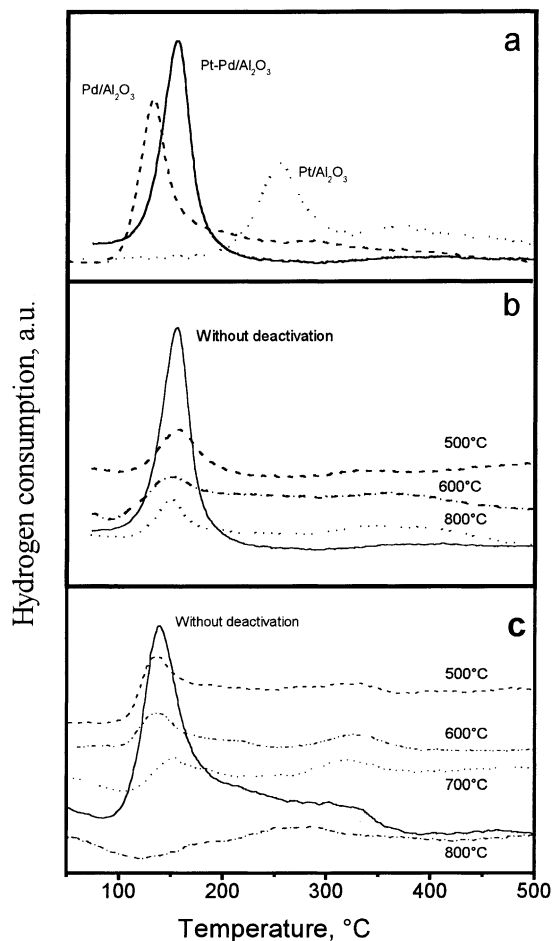 a
Pt-Pd/Al2O3
Pd/Al2O3
Pt/Al2O3
b
Without deactivation
500°C
600°C
800°C
c
Without deactivation
500°C
600°C
700°C
800°C
Hydrogen consumption, a.u.
100 200 300 400 500
Temperature, °C